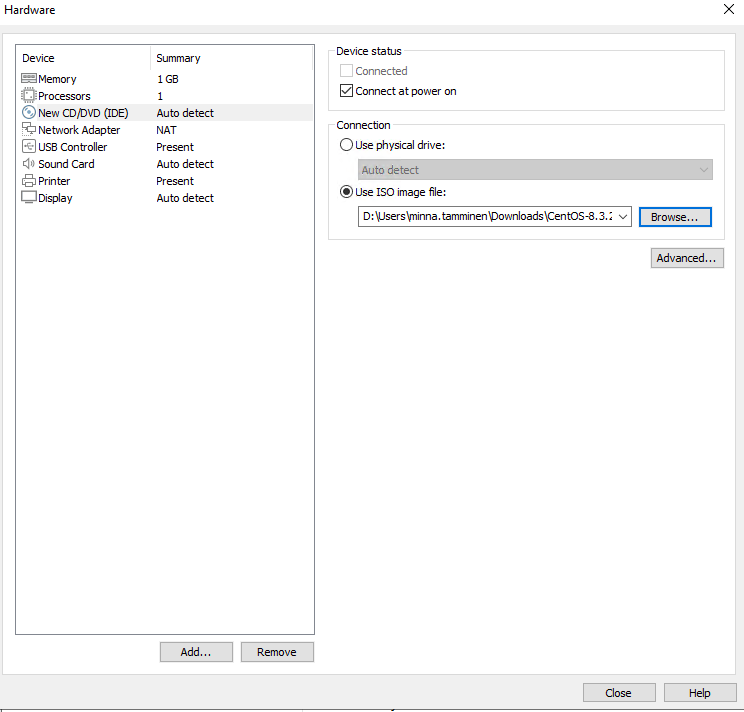 Hardware
Device Summary
Memory 1 GB
Processors 1
New CD/DVD (IDE) Auto detect
Network Adapter NAT
USB Controller Present
Sound Card Auto detect
Printer Present
Display Auto detect
Add... Remove
Device status
Connected
Connect at power on
Connection
Use physical drive:
Auto detect
Use ISO image file:
D:\Users\minna.tamminen\Downloads\CentOS-8.3.2 Browse...
Advanced...
Close Help